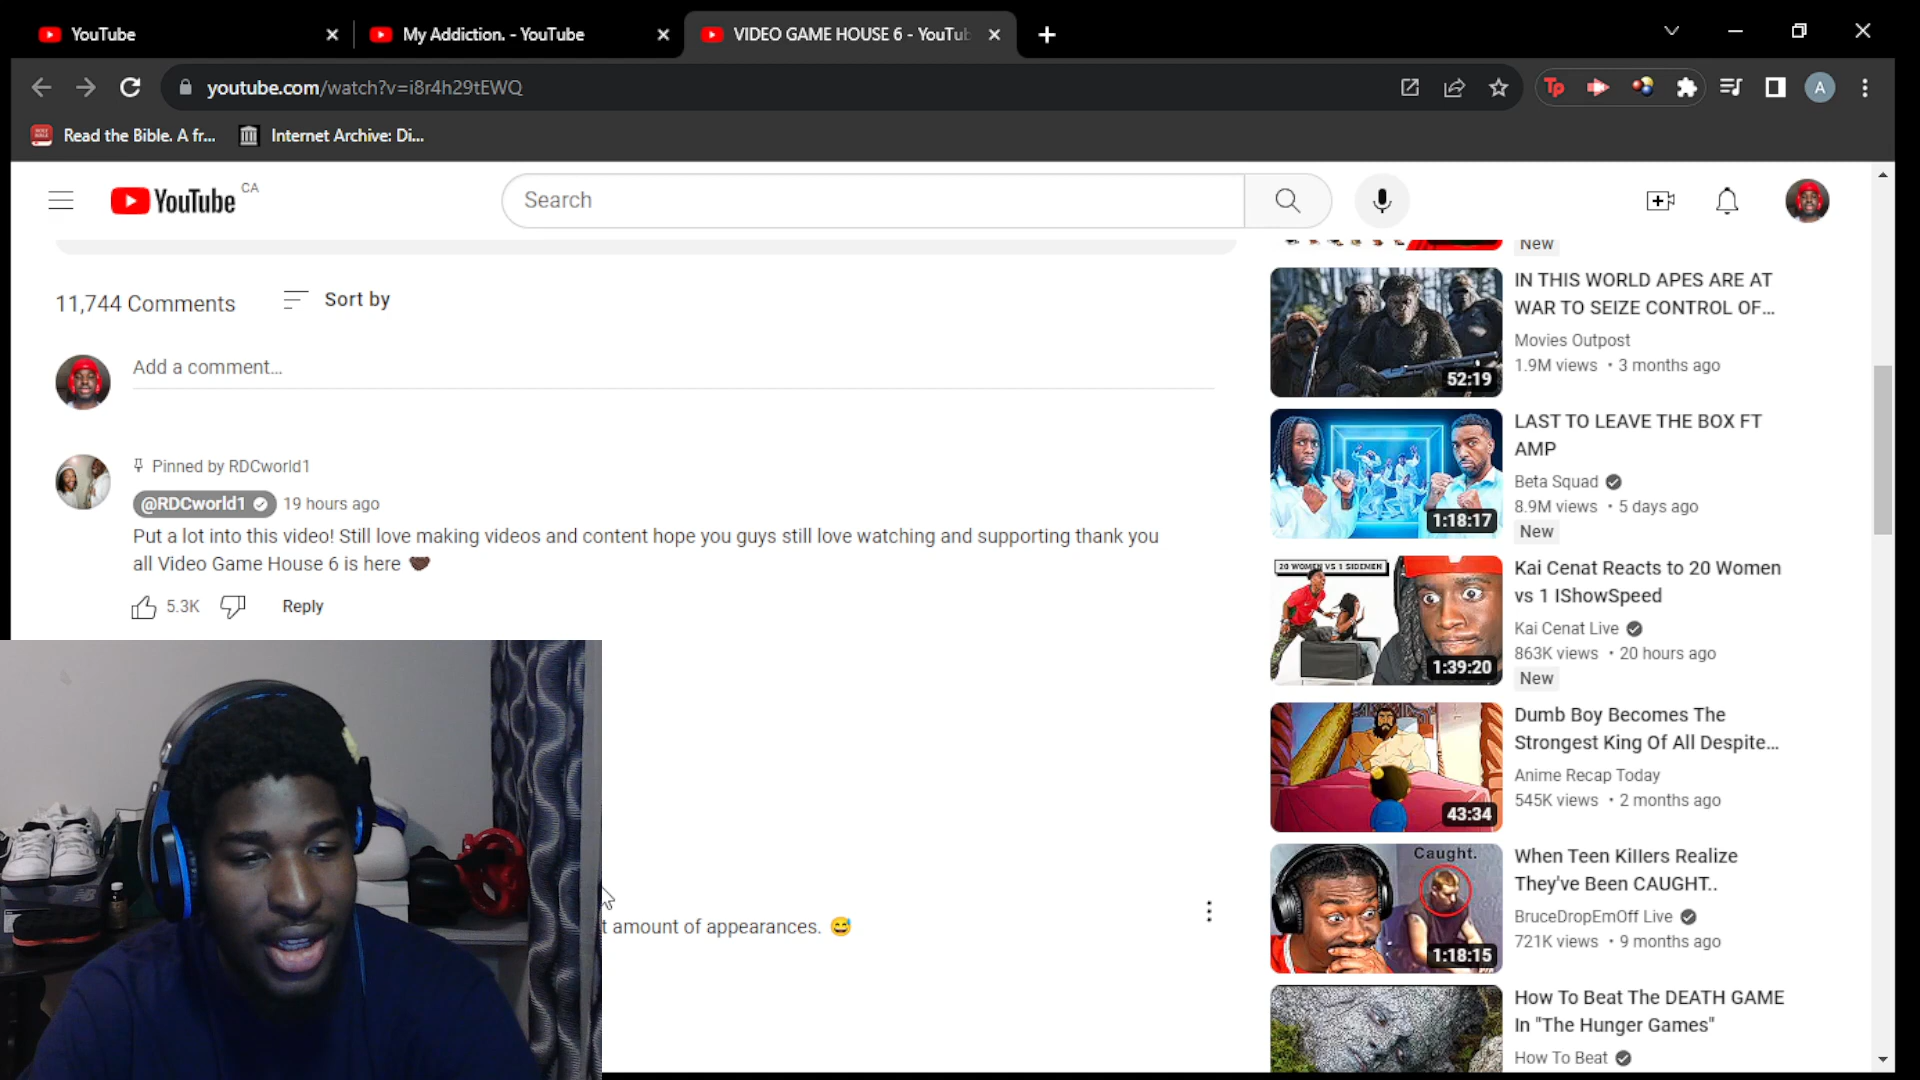 YouTube
My Addiction. - YouTube
VIDEO GAME HOUSE 6 - YouTub
youtube.com/watch?v=i8r4h29tEWQ
Tp
A
Read the Bible. A fr...
Internet Archive: Di...
YouTube CA
Search
11,744 Comments
Sort by
Add a comment...
Pinned by RDCworld1
@RDCworld1 19 hours ago
Put a lot into this video! Still love making videos and content hope you guys still love watching and supporting thank you
all Video Game House 6 is here 🖤
5.3K
Reply
t amount of appearances. 😅
New
IN THIS WORLD APES ARE AT
WAR TO SEIZE CONTROL OF...
Movies Outpost
1.9M views • 3 months ago
52:19
LAST TO LEAVE THE BOX FT
AMP
Beta Squad
8.9M views • 5 days ago
New
1:18:17
20 WOMEN VS 1 SIDEMEN
Kai Cenat Reacts to 20 Women
vs 1 IShowSpeed
Kai Cenat Live
863K views • 20 hours ago
New
1:39:20
Dumb Boy Becomes The
Strongest King Of All Despite...
Anime Recap Today
545K views • 2 months ago
43:34
Caught.
When Teen Killers Realize
They've Been CAUGHT..
BruceDropEmOff Live
721K views • 9 months ago
1:18:15
How To Beat The DEATH GAME
In "The Hunger Games"
How To Beat